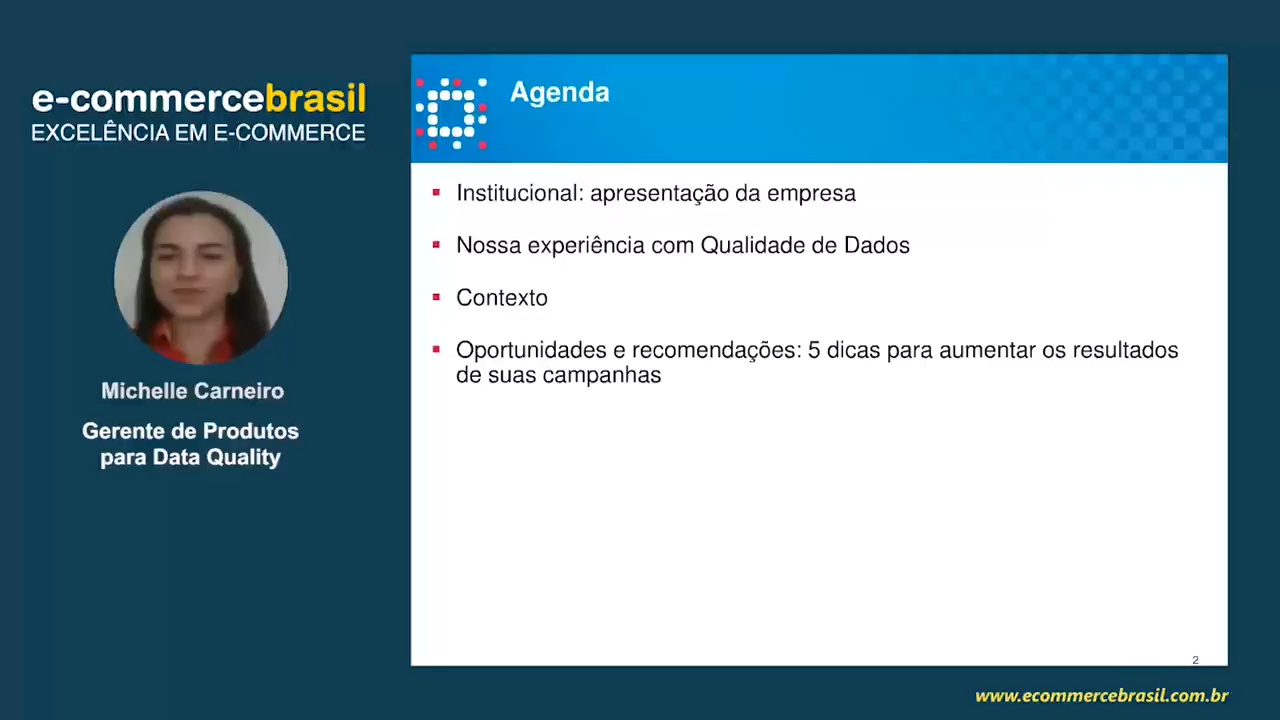 e-commercebrasil
EXCELÊNCIA EM E-COMMERCE
Michelle Carneiro
Gerente de Produtos
para Data Quality
Agenda
Institucional: apresentação da empresa
Nossa experiência com Qualidade de Dados
Contexto
Oportunidades e recomendações: 5 dicas para aumentar os resultados
de suas campanhas
2
www.ecommercebrasil.com.br